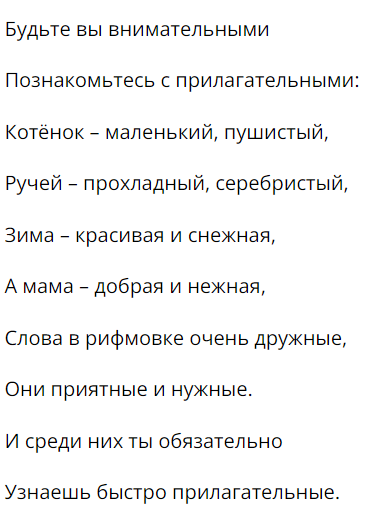 Будьте вы внимательными
Познакомьтесь с прилагательными:
Котёнок – маленький, пушистый,
Ручей – прохладный, серебристый,
Зима – красивая и снежная,
А мама – добрая и нежная,
Слова в рифмовке очень дружные,
Они приятные и нужные.
И среди них ты обязательно
Узнаешь быстро прилагательные.